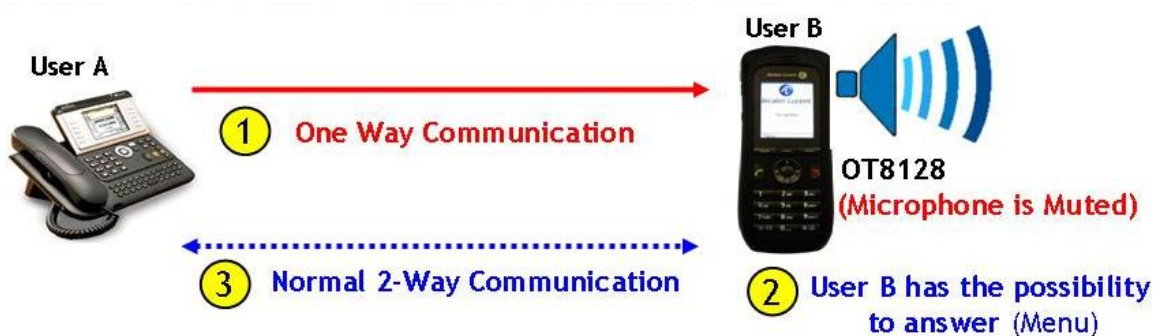 User A
User B
1 One Way Communication
OT8128
(Microphone is Muted)
3 Normal 2-Way Communication
2 User B has the possibility
to answer (Menu)